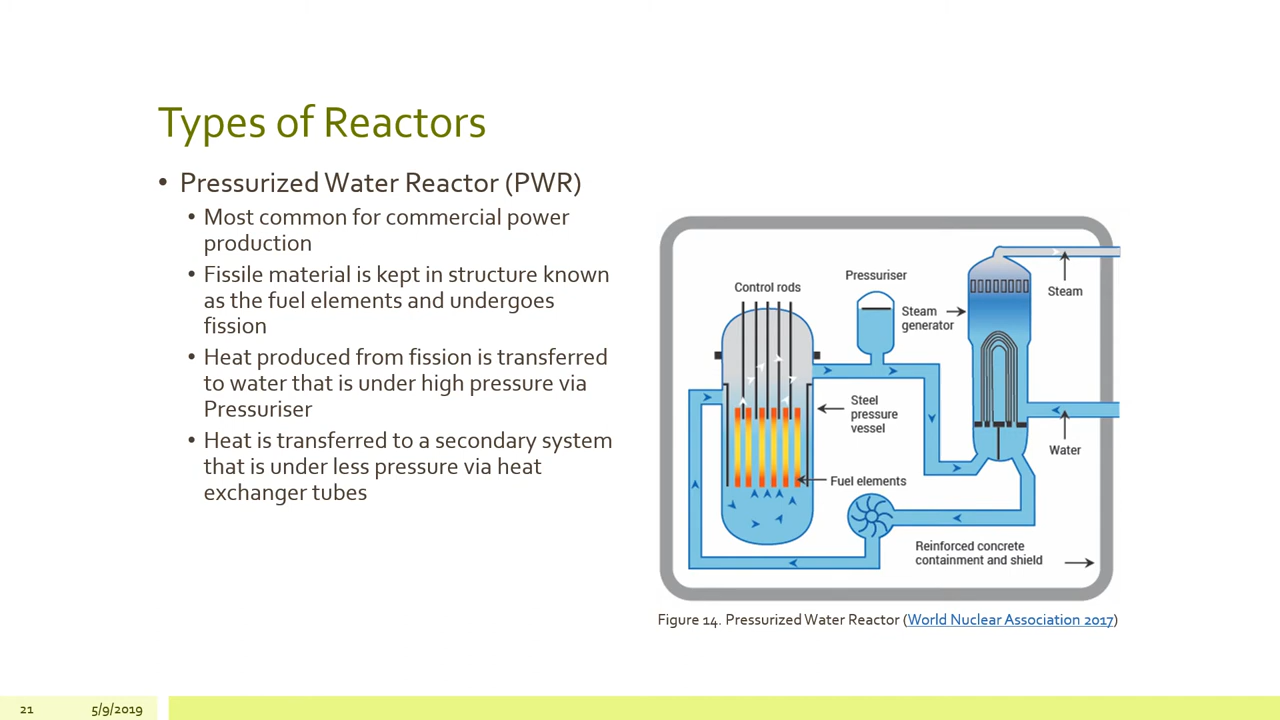 Types of Reactors
• Pressurized Water Reactor (PWR)
• Most common for commercial power
production
• Fissile material is kept in structure known
as the fuel elements and undergoes
fission
• Heat produced from fission is transferred
to water that is under high pressure via
Pressuriser
• Heat is transferred to a secondary system
that is under less pressure via heat
exchanger tubes
Control rods
Pressuriser
Steam
generator
Steam
Steel
pressure
vessel
Water
Fuel elements
Reinforced concrete
containment and shield
Figure 14. Pressurized Water Reactor (World Nuclear Association 2017)
21
5/9/2019